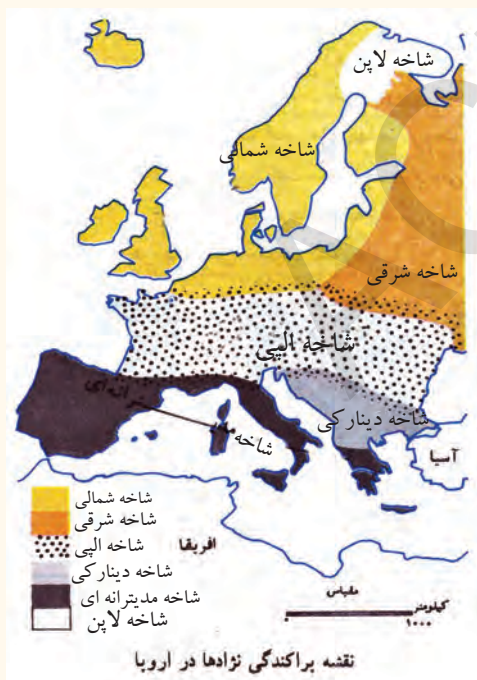 شاخه لاپن
شاخه شمالی
شاخه شرقی
شاخه الپی
شاخه دینارکی
شاخه مدیترانه ای
آسیا
افریقا
شاخه شمالی
شاخه شرقی
شاخه الپی
شاخه دینارکی
شاخه مدیترانه ای
شاخه لاپن
مقیاس
کیلومتر
۱۰۰۰ ۰
نقشه پراکندگی نژادها در اروپا